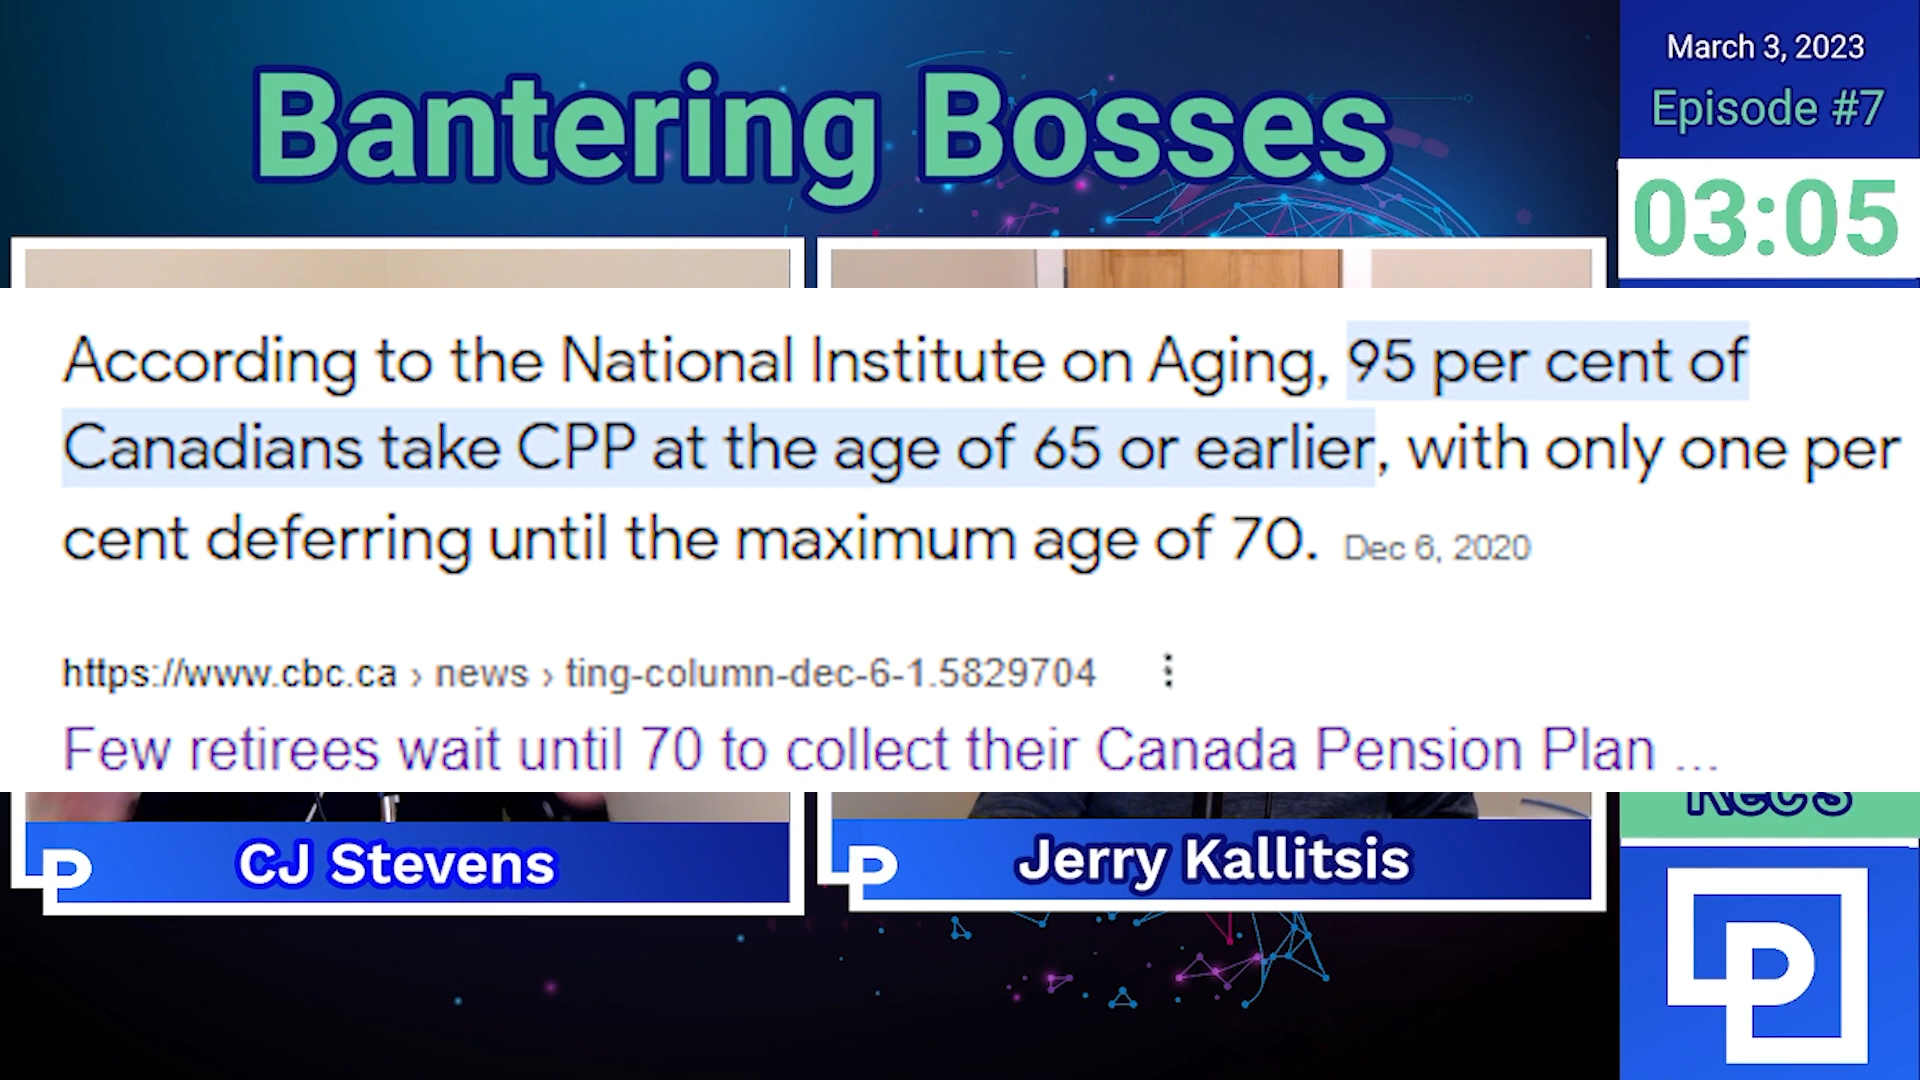 Bantering Bosses
March 3, 2023
Episode #7
03:05
According to the National Institute on Aging, 95 per cent of
Canadians take CPP at the age of 65 or earlier, with only one per
cent deferring until the maximum age of 70. Dec 6, 2020
https://www.cbc.ca › news › ting-column-dec-6-1.5829704
Few retirees wait until 70 to collect their Canada Pension Plan ...
Rec's
CJ Stevens
Jerry Kallitsis